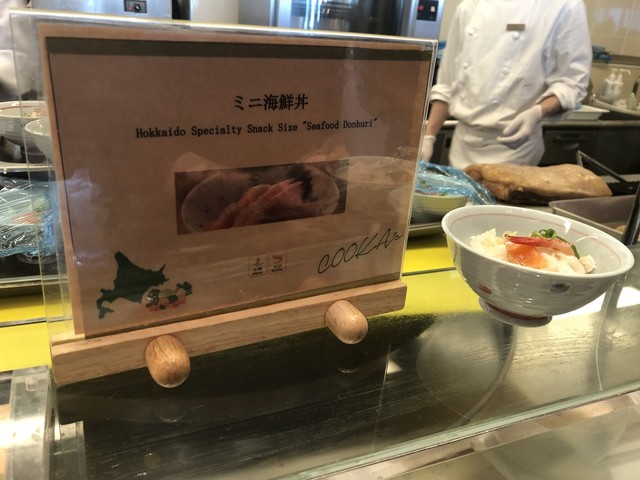 ミニ海鮮丼
Hokkaido Specialty Snack Size "Seafood Donburi"
COOKA